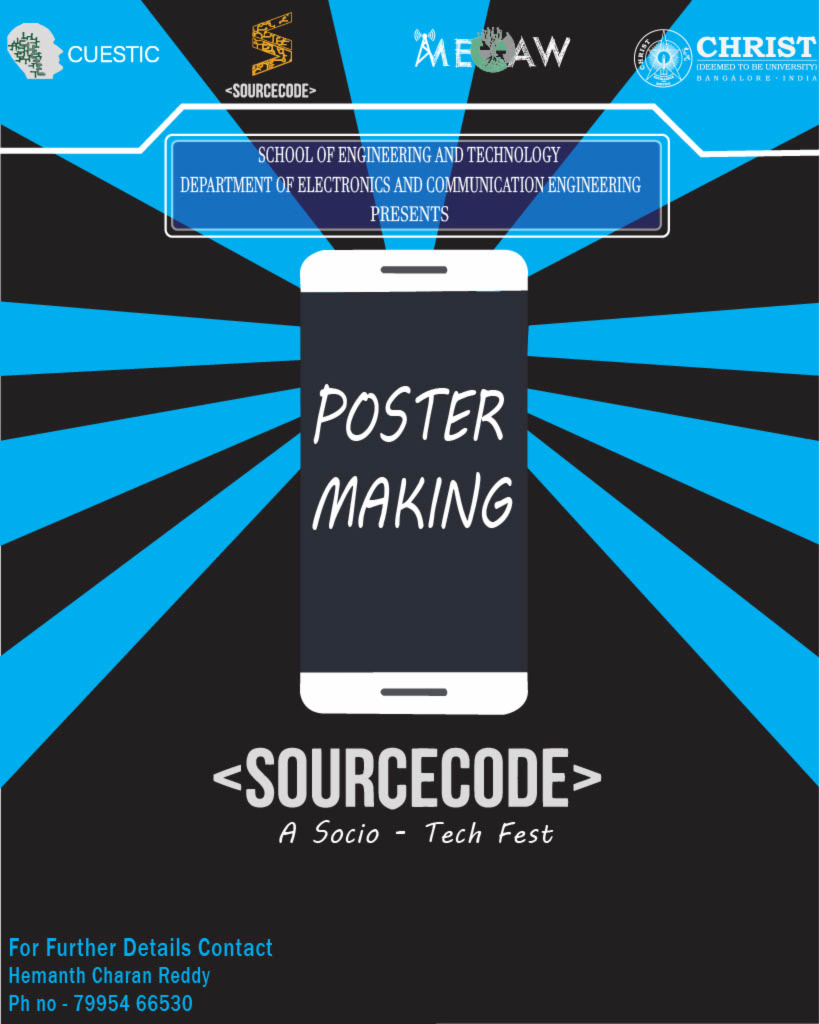 CUESTIC
<SOURCECODE>
CHRIST
(DEEMED TO BE UNIVERSITY)
BANGALORE · INDIA
SCHOOL OF ENGINEERING AND TECHNOLOGY
DEPARTMENT OF ELECTRONICS AND COMMUNICATION ENGINEERING
PRESENTS
POSTER
MAKING
<SOURCECODE>
A Socio - Tech Fest
For Further Details Contact
Hemanth Charan Reddy
Ph no - 79954 66530